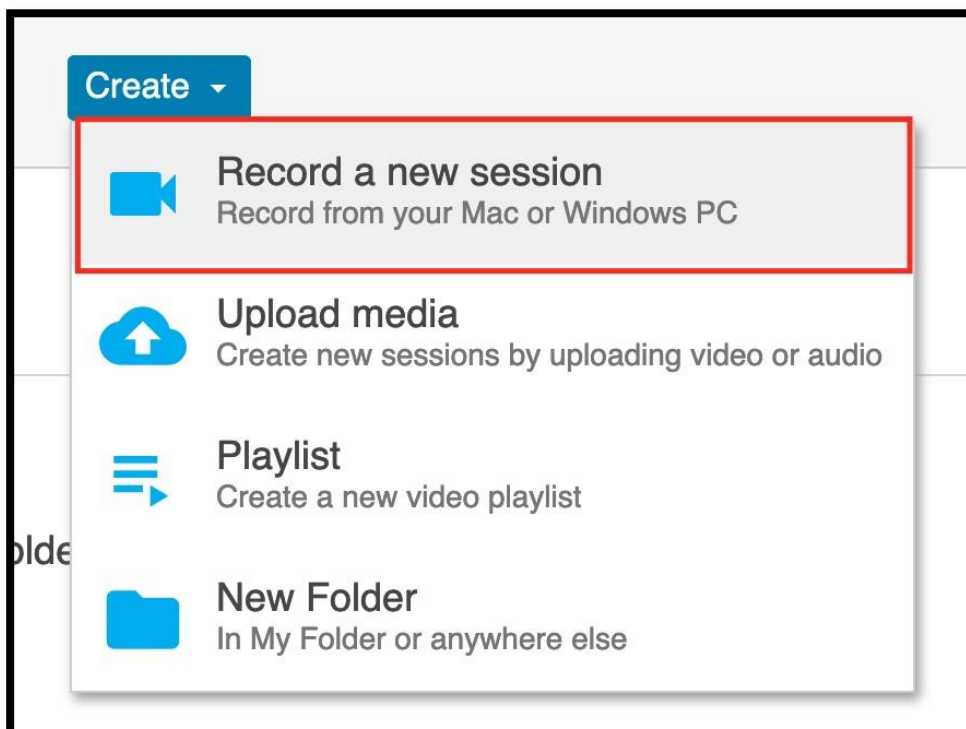 Create
Record a new session
Record from your Mac or Windows PC
Upload media
Create new sessions by uploading video or audio
Playlist
Create a new video playlist
olde
New Folder
In My Folder or anywhere else